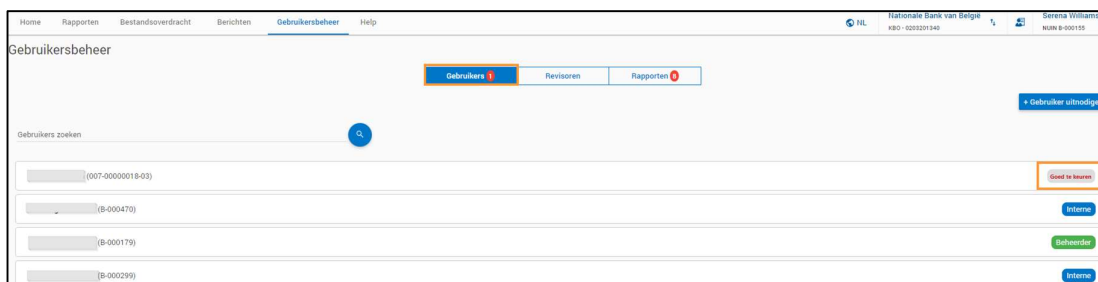 Home Rapporten Bestandsoverdracht Berichten Gebruikersbeheer Help NL Nationale Bank van België Serena Williams
KBO - 0203201340 NUIN B-000155
Gebruikersbeheer
Gebruikers 1 Revisoren Rapporten 8
+ Gebruiker uitnodige
Gebruikers zoeken
(007-00000018-03) Goed te keuren
(B-000470) Interne
(B-000179) Beheerder
(B-000299) Interne